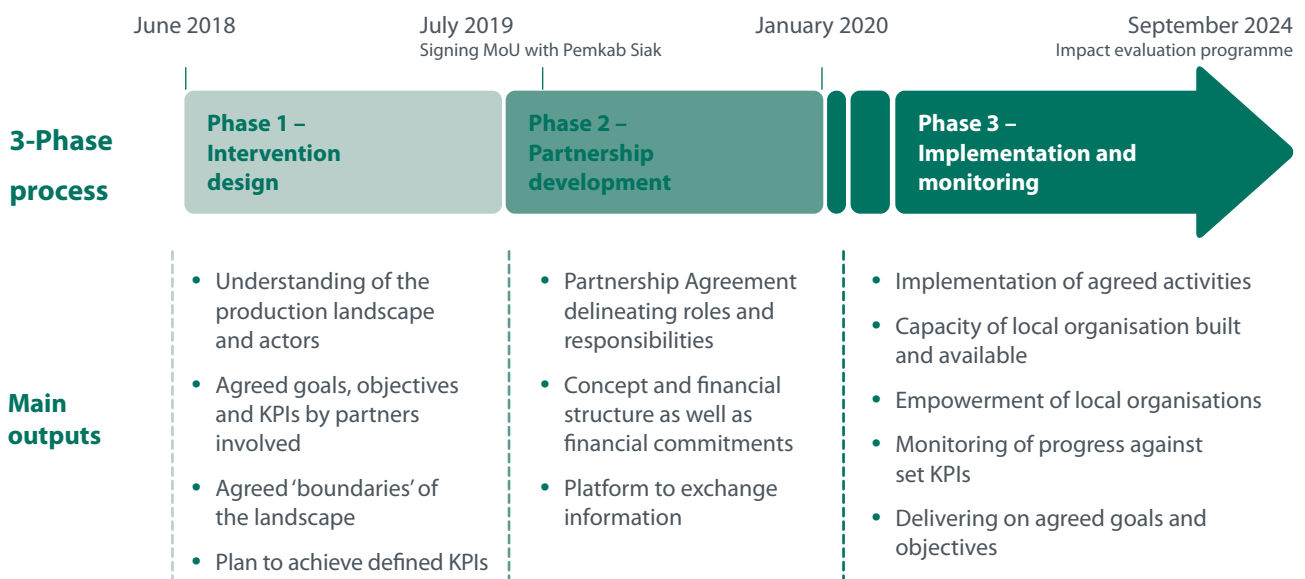 June 2018
July 2019
Signing MoU with Pemkab Siak
January 2020
September 2024
Impact evaluation programme
3-Phase
process
Phase 1 –
Intervention
design
Phase 2 –
Partnership
development
Phase 3 –
Implementation and
monitoring
Main
outputs
• Understanding of the
production landscape
and actors
• Agreed goals, objectives
and KPIs by partners
involved
• Agreed ‘boundaries’ of
the landscape
• Plan to achieve defined KPIs
• Partnership Agreement
delineating roles and
responsibilities
• Concept and financial
structure as well as
financial commitments
• Platform to exchange
information
• Implementation of agreed activities
• Capacity of local organisation built
and available
• Empowerment of local organisations
• Monitoring of progress against
set KPIs
• Delivering on agreed goals and
objectives